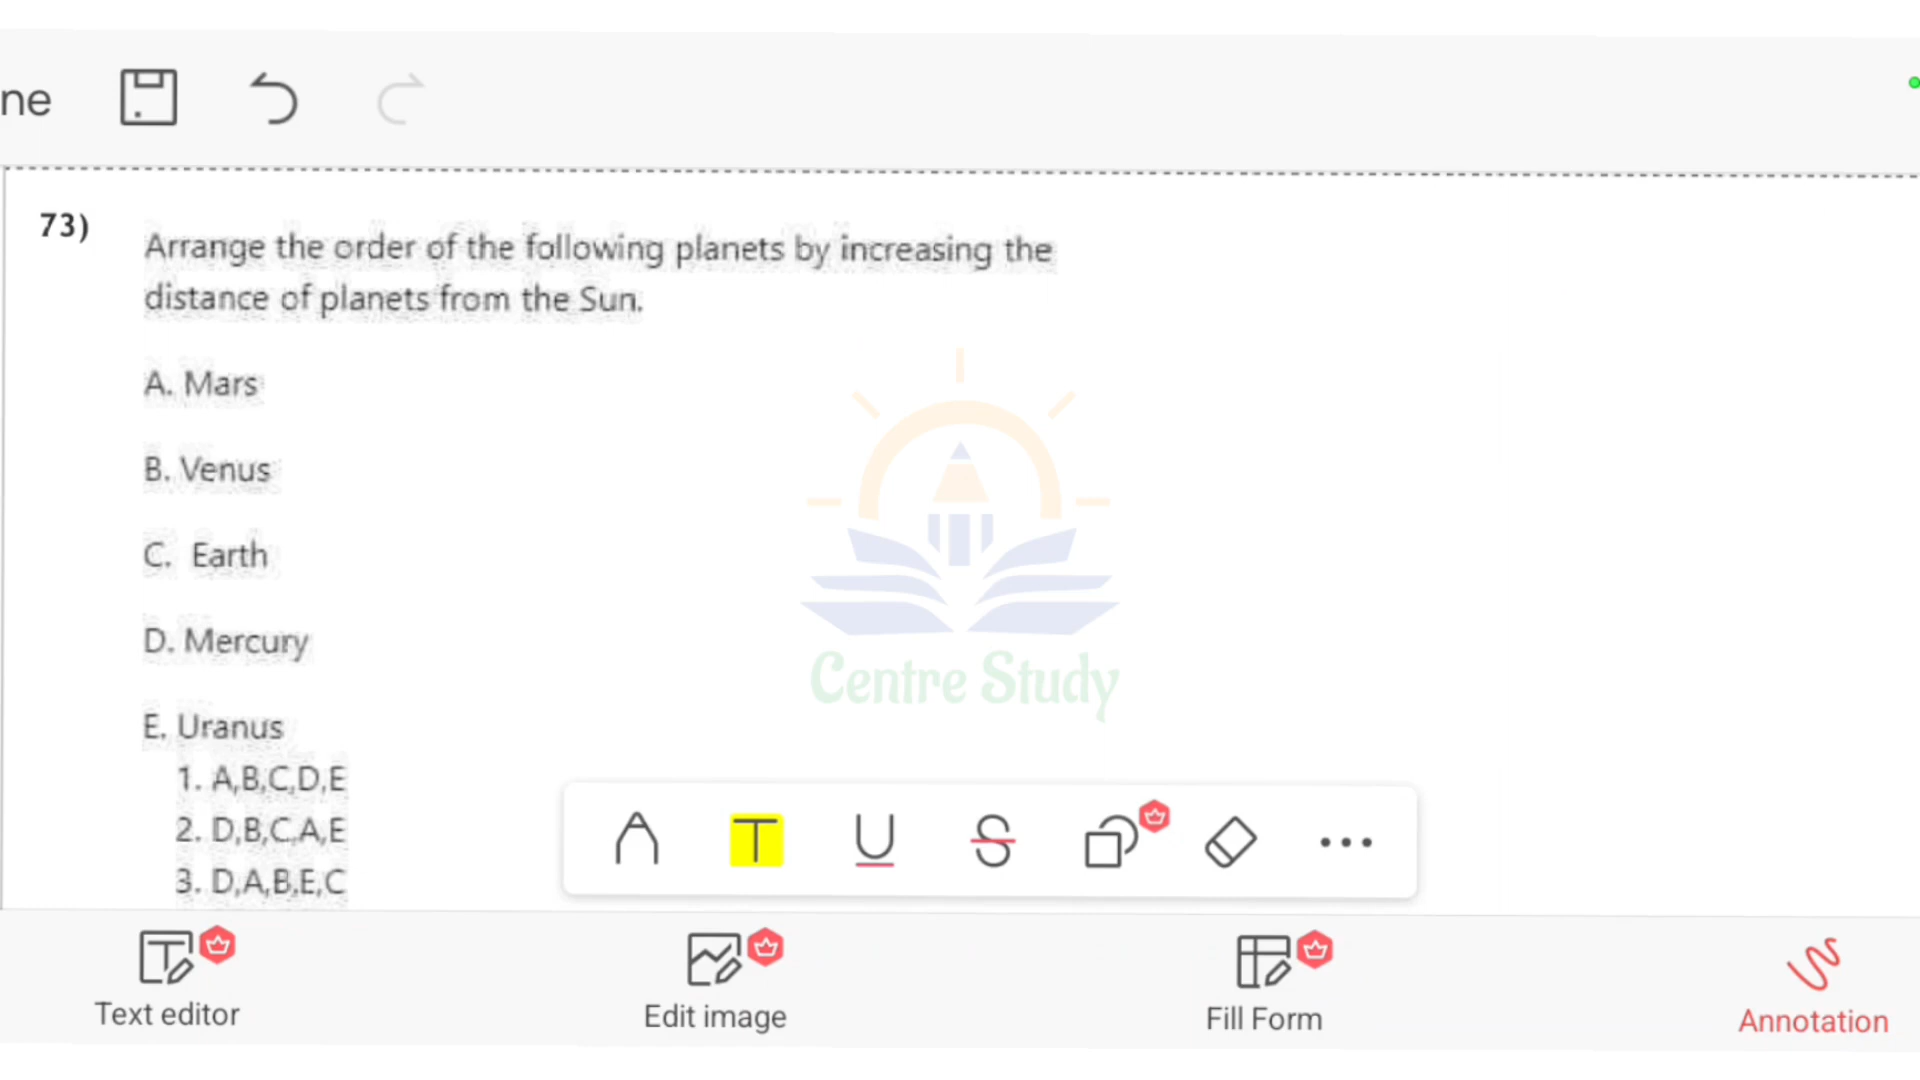 ne
73)
Arrange the order of the following planets by increasing the
distance of planets from the Sun.
A. Mars
B. Venus
C. Earth
D. Mercury
E. Uranus
1. A,B,C,D,E
2. D,B,C,A,E
3. D,A,B,E,C
Centre Study
Text editor
Edit image
Fill Form
Annotation